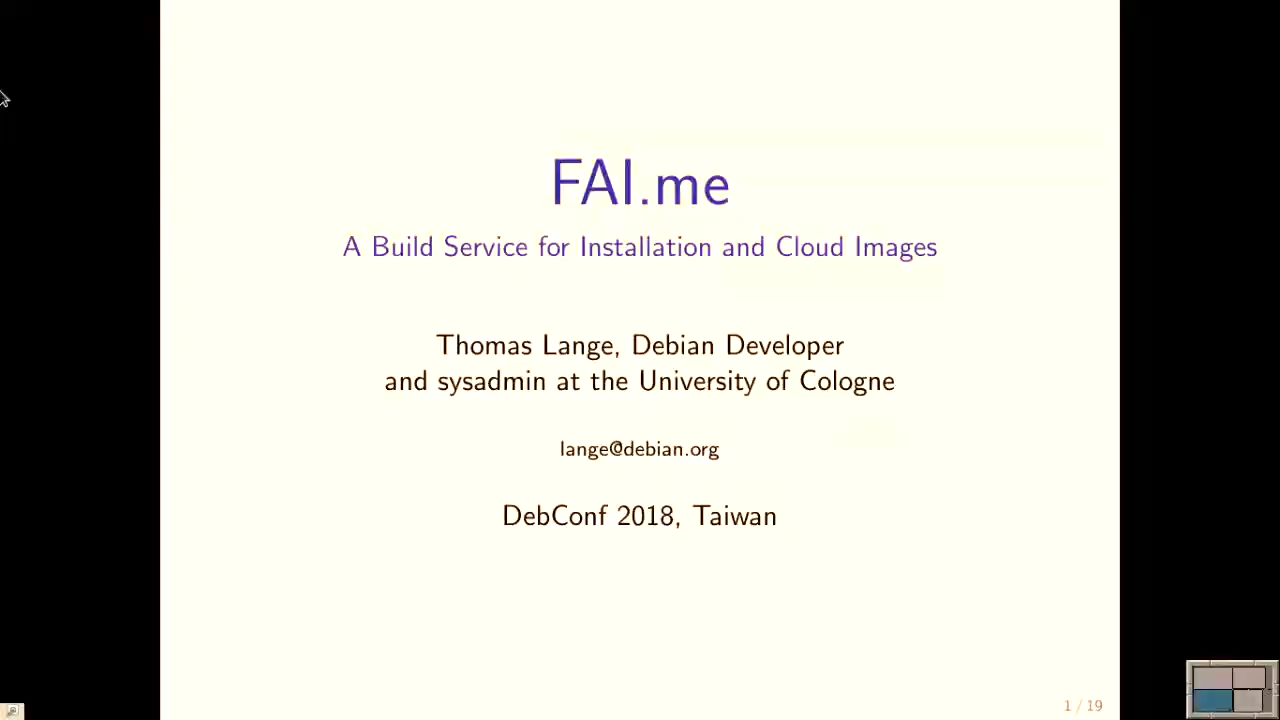 FAI.me
A Build Service for Installation and Cloud Images
Thomas Lange, Debian Developer
and sysadmin at the University of Cologne
lange@debian.org
DebConf 2018, Taiwan
1 / 19